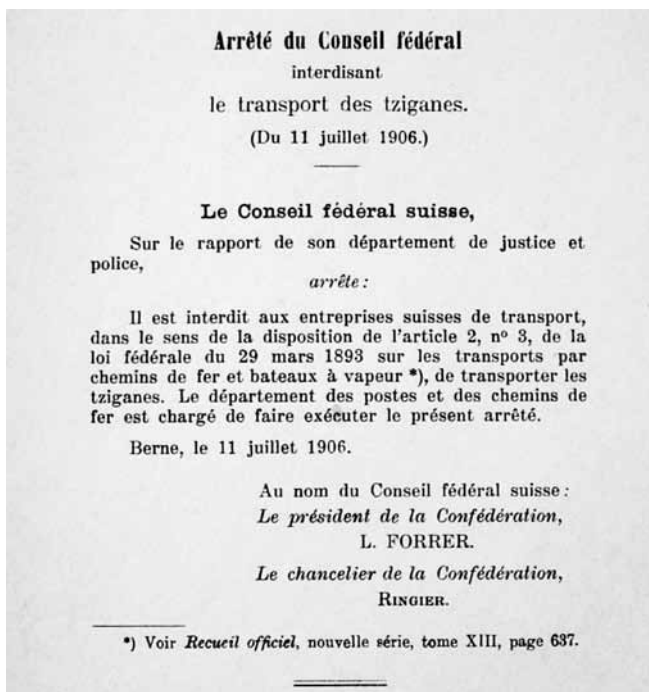 Arrêté du Conseil fédéral
interdisant
le transport des tziganes.
(Du 11 juillet 1906.)
Le Conseil fédéral suisse,
Sur le rapport de son département de justice et
police,
arrête :
Il est interdit aux entreprises suisses de transport,
dans le sens de la disposition de l'article 2, nº 3, de la
loi fédérale du 29 mars 1893 sur les transports par
chemins de fer et bateaux à vapeur *), de transporter les
tziganes. Le département des postes et des chemins de
fer est chargé de faire exécuter le présent arrêté.
Berne, le 11 juillet 1906.
Au nom du Conseil fédéral suisse :
Le président de la Confédération,
L. FORRER.
Le chancelier de la Confédération,
RINGIER.
*) Voir Recueil officiel, nouvelle série, tome XIII, page 637.